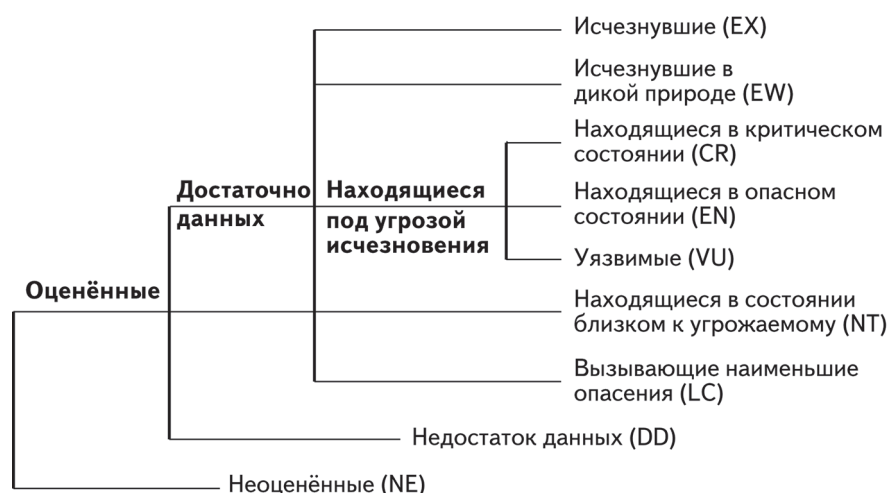 Исчезнувшие (EX)
Исчезнувшие в
дикой природе (EW)
Находящиеся в критическом
состоянии (CR)
Достаточно
данных
Находящиеся
под угрозой
исчезновения
Находящиеся в опасном
состоянии (EN)
Уязвимые (VU)
Оценённые
Находящиеся в состоянии
близком к угрожаемому (NT)
Вызывающие наименьшие
опасения (LC)
Недостаток данных (DD)
Неоценённые (NE)